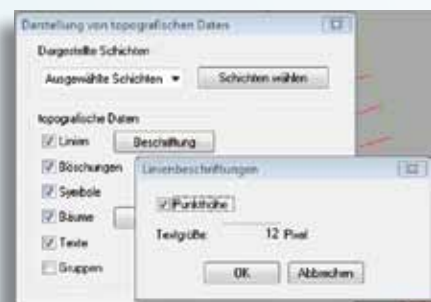 Darstellung von topografischen Daten
Dargestellte Schichten
Ausgewählte Schichten
Schichten wählen
topografische Daten
Linien
Beschriftung
Böschungen
Symbole
Bäume
Texte
Gruppen
Linienbeschriftungen
Punkthöhe
Textgröße 12 Pixel
OK
Abbrechen